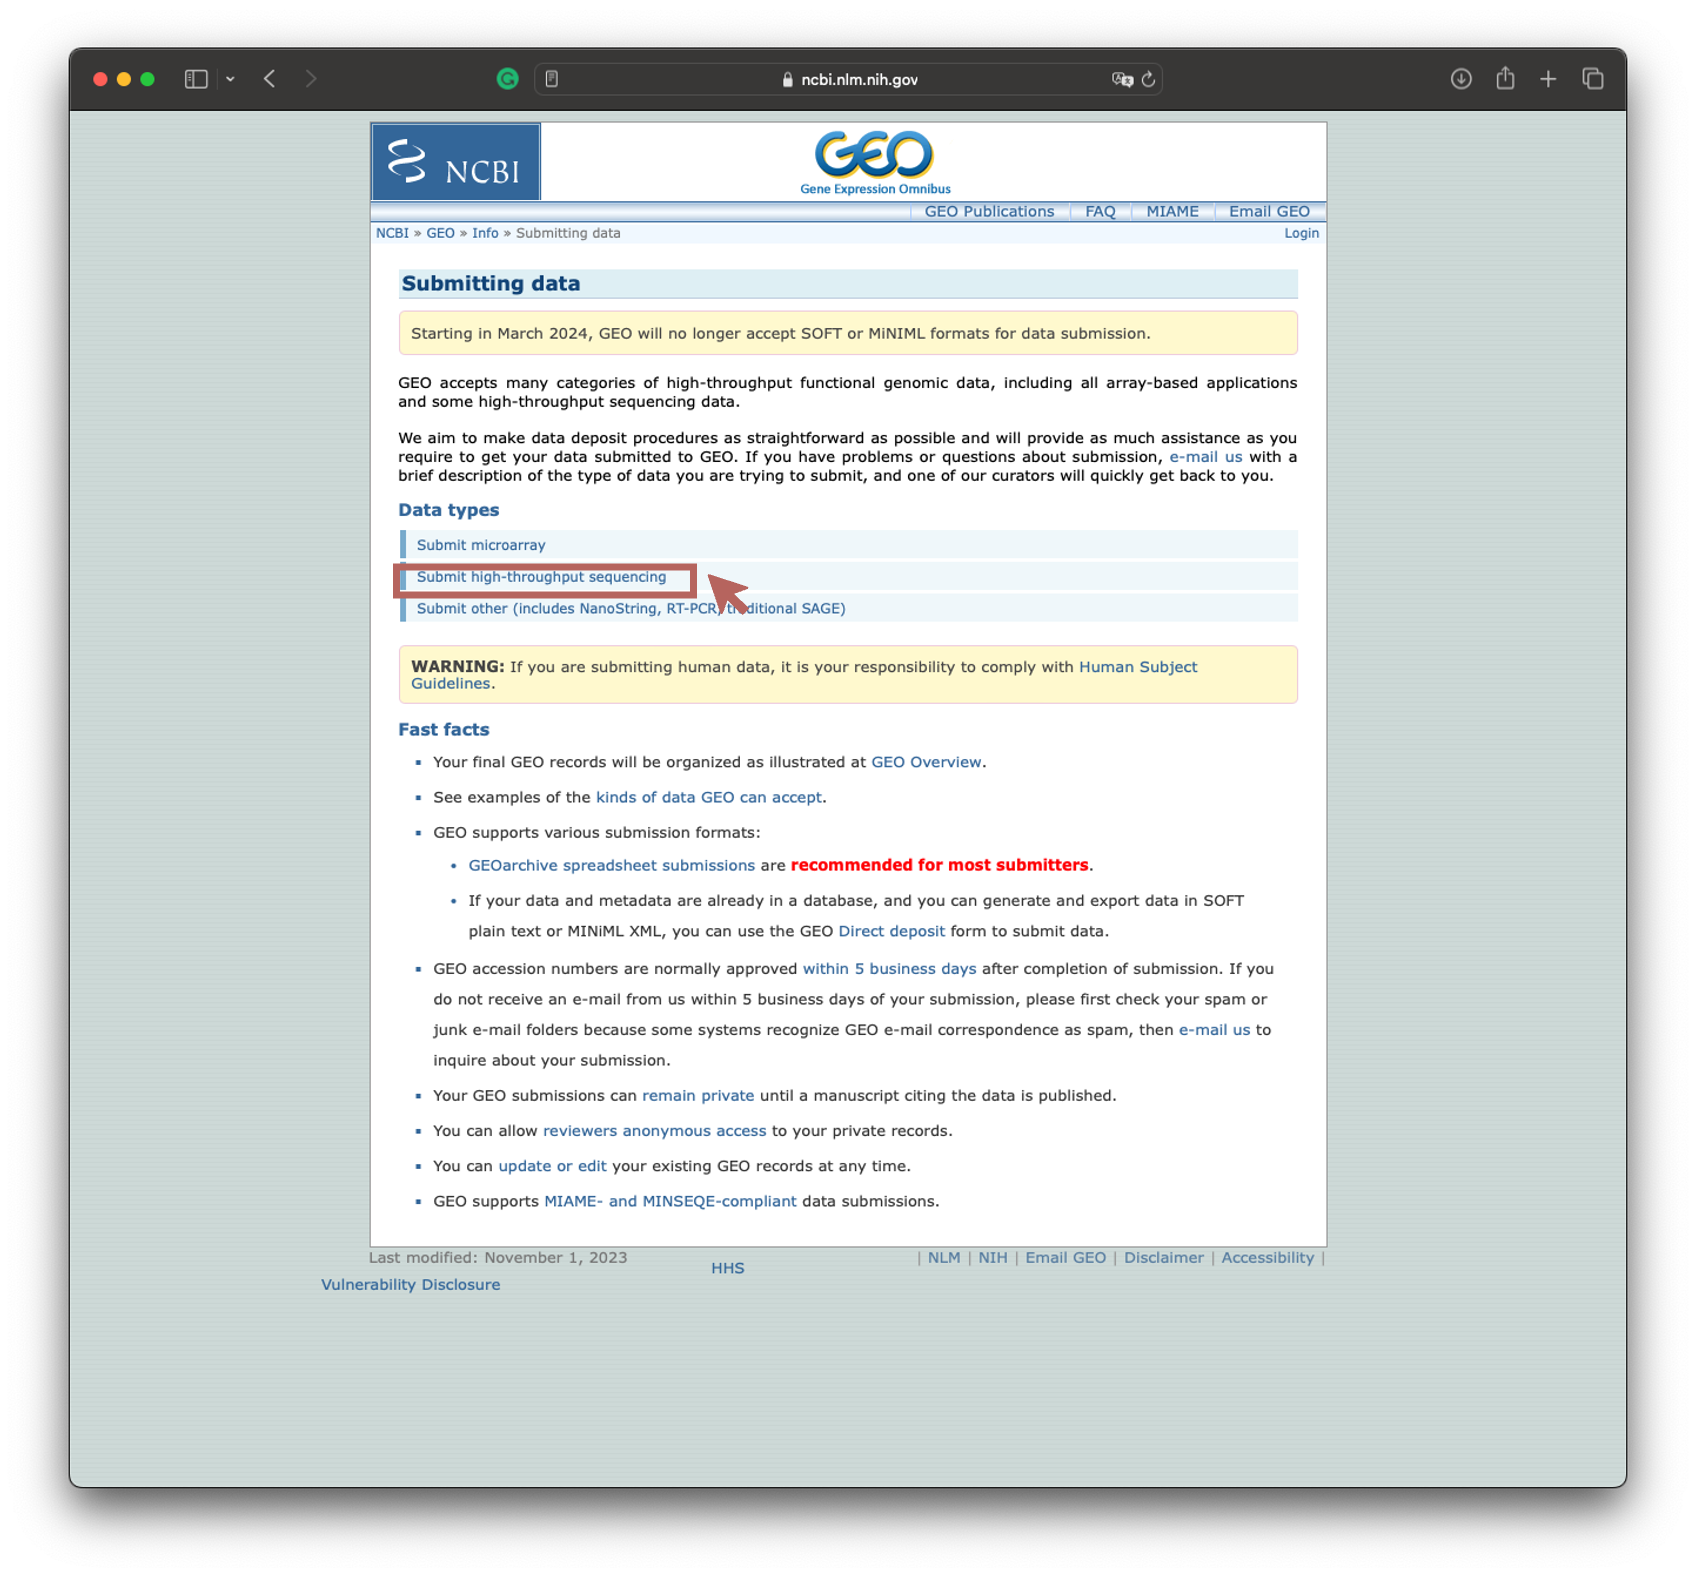 ncbi.nlm.nih.gov
NCBI
GEO
Gene Expression Omnibus
GEO Publications FAQ MIAME Email GEO
NCBI » GEO » Info » Submitting data Login
Submitting data
Starting in March 2024, GEO will no longer accept SOFT or MiNIML formats for data submission.
GEO accepts many categories of high-throughput functional genomic data, including all array-based applications
and some high-throughput sequencing data.
We aim to make data deposit procedures as straightforward as possible and will provide as much assistance as you
require to get your data submitted to GEO. If you have problems or questions about submission, e-mail us with a
brief description of the type of data you are trying to submit, and one of our curators will quickly get back to you.
Data types
Submit microarray
Submit high-throughput sequencing
Submit other (includes NanoString, RT-PCR, traditional SAGE)
WARNING: If you are submitting human data, it is your responsibility to comply with Human Subject
Guidelines.
Fast facts
▪ Your final GEO records will be organized as illustrated at GEO Overview.
▪ See examples of the kinds of data GEO can accept.
▪ GEO supports various submission formats:
• GEOarchive spreadsheet submissions are recommended for most submitters.
• If your data and metadata are already in a database, and you can generate and export data in SOFT
plain text or MINiML XML, you can use the GEO Direct deposit form to submit data.
▪ GEO accession numbers are normally approved within 5 business days after completion of submission. If you
do not receive an e-mail from us within 5 business days of your submission, please first check your spam or
junk e-mail folders because some systems recognize GEO e-mail correspondence as spam, then e-mail us to
inquire about your submission.
▪ Your GEO submissions can remain private until a manuscript citing the data is published.
▪ You can allow reviewers anonymous access to your private records.
▪ You can update or edit your existing GEO records at any time.
▪ GEO supports MIAME- and MINSEQE-compliant data submissions.
Last modified: November 1, 2023 | NLM | NIH | Email GEO | Disclaimer | Accessibility |
HHS
Vulnerability Disclosure